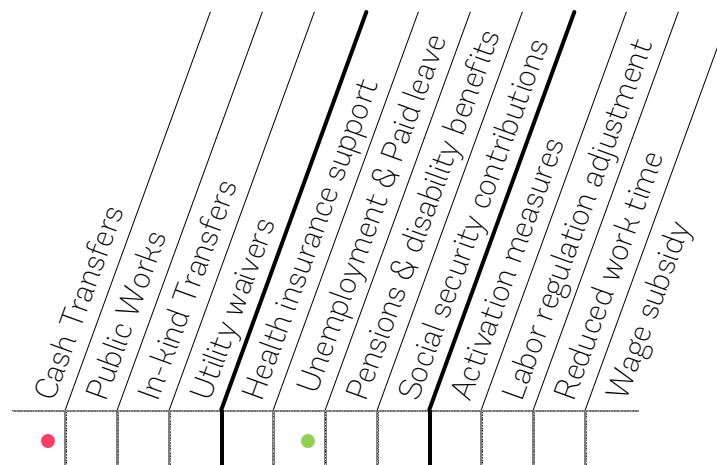 Cash Transfers
Public Works
In-kind Transfers
Utility waivers
Health insurance support
Unemployment & Paid leave
Pensions & disability benefits
Social security contributions
Activation measures
Labor regulation adjustment
Reduced work time
Wage subsidy